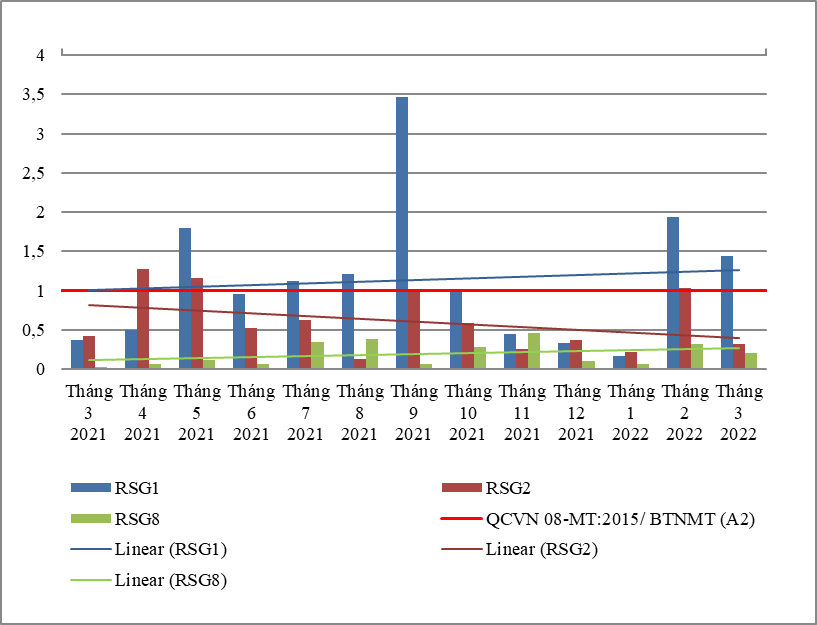 4
3,5
3
2,5
2
1,5
1
0,5
0
Tháng 3 2021
Tháng 4 2021
Tháng 5 2021
Tháng 6 2021
Tháng 7 2021
Tháng 8 2021
Tháng 9 2021
Tháng 10 2021
Tháng 11 2021
Tháng 12 2021
Tháng 1 2022
Tháng 2 2022
Tháng 3 2022
RSG1
RSG2
RSG8
QCVN 08-MT:2015/ BTNMT (A2)
Linear (RSG1)
Linear (RSG2)
Linear (RSG8)